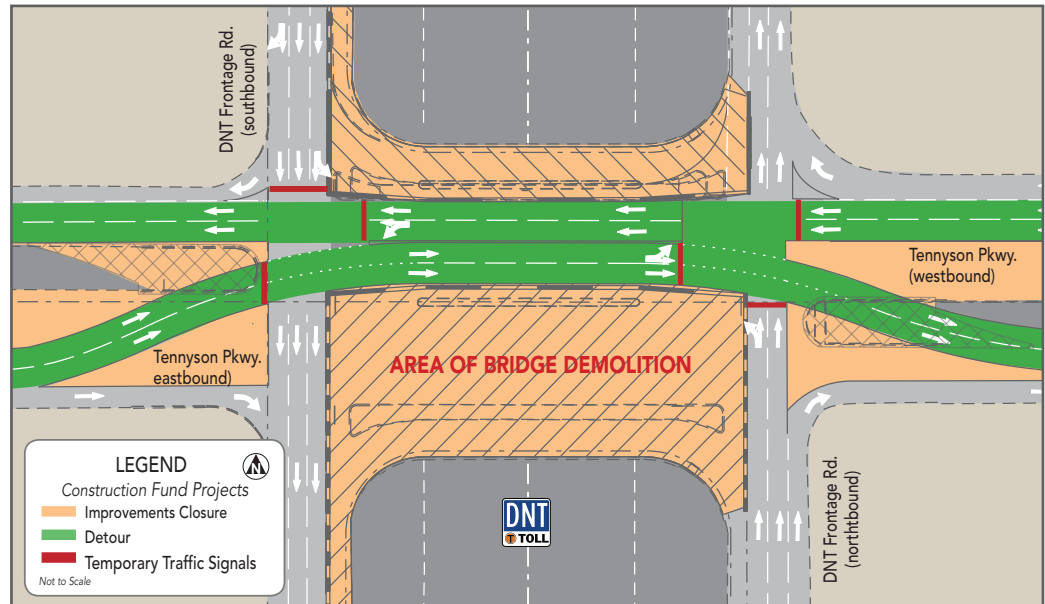 DNT Frontage Rd.
(southbound)
Tennyson Pkwy.
(westbound)
Tennyson Pkwy.
eastbound)
AREA OF BRIDGE DEMOLITION
LEGEND
N
Construction Fund Projects
Improvements Closure
Detour
Temporary Traffic Signals
Not to Scale
DNT
T TOLL
DNT Frontage Rd.
(northtbound)